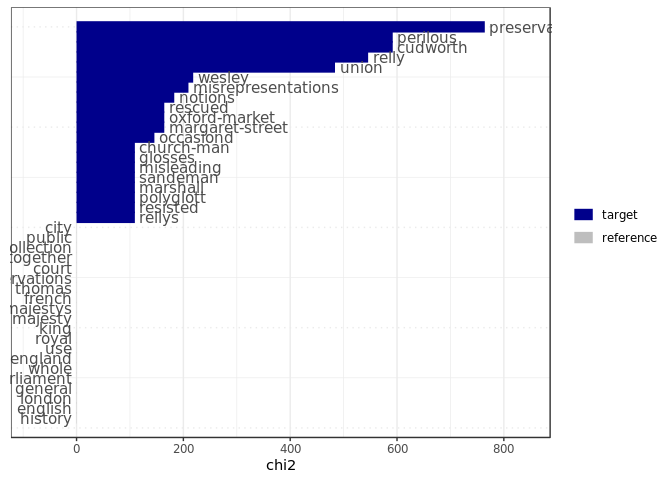 preserva
perilous
cudworth
relly
union
wesley
misrepresentations
notions
rescued
oxford-market
margaret-street
occasiond
church-man
glosses
misleading
sandeman
marshall
polyglott
resisted
rellys
city
public
ollection
together
court
rvations
thomas
french
majestys
majesty
king
royal
use
england
whole
rliament
general
london
english
history
target
reference
0 200 400 600 800
chi2